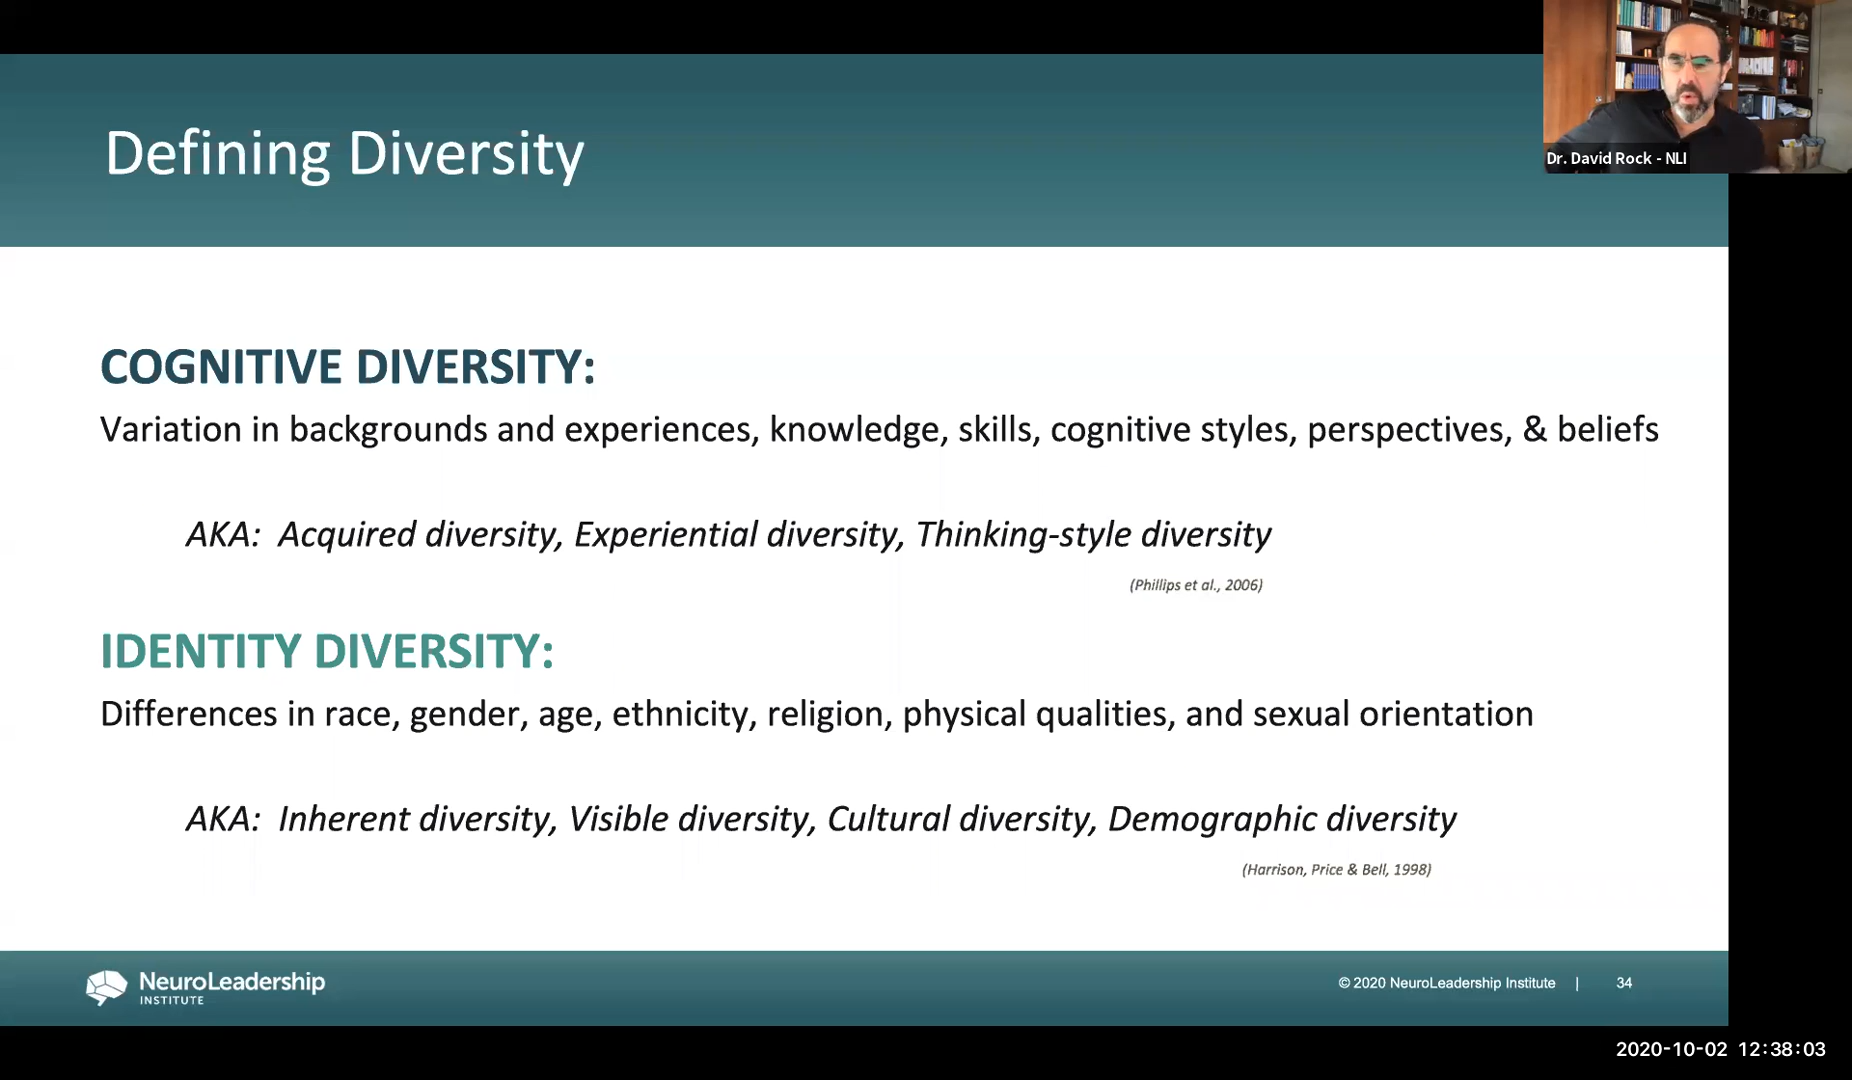 Dr. David Rock - NLI
Defining Diversity
COGNITIVE DIVERSITY:
Variation in backgrounds and experiences, knowledge, skills, cognitive styles, perspectives, & beliefs
AKA: Acquired diversity, Experiential diversity, Thinking-style diversity
(Phillips et al., 2006)
IDENTITY DIVERSITY:
Differences in race, gender, age, ethnicity, religion, physical qualities, and sexual orientation
AKA: Inherent diversity, Visible diversity, Cultural diversity, Demographic diversity
(Harrison, Price & Bell, 1998)
NeuroLeadership
INSTITUTE
© 2020 NeuroLeadership Institute | 34
2020-10-02 12:38:03